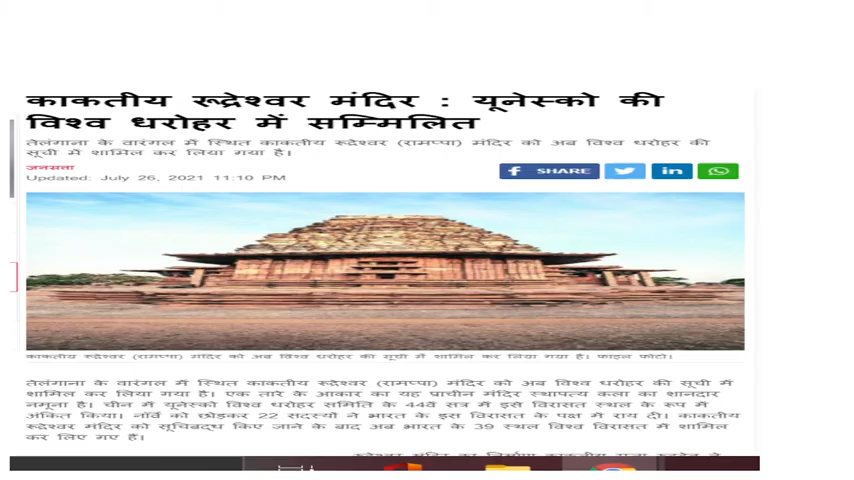 काकतीय रूद्रेश्वर मंदिर : यूनेस्को की
विश्व धरोहर में सम्मिलित
तेलंगाना के वारंगल में स्थित काकतीय रूद्रेश्वर (रामप्पा) मंदिर को अब विश्व धरोहर की
सूची में शामिल कर लिया गया है।
जनसत्ता
Updated: July 26, 2021 11:10 PM
SHARE
काकतीय रूद्रेश्वर (रामप्पा) मंदिर को अब विश्व धरोहर की सूची में शामिल कर लिया गया है। फाइल फोटो।
तेलंगाना के वारंगल में स्थित काकतीय रूद्रेश्वर (रामप्पा) मंदिर को अब विश्व धरोहर की सूची में
शामिल कर लिया गया है। एक तारे के आकार का यह प्राचीन मंदिर स्थापत्य कला का शानदार
नमूना है। चीन में यूनेस्को विश्व धरोहर समिति के 44वें सत्र में इसे विरासत स्थल के रूप में
अंकित किया। नॉर्वे को छोड़कर 22 सदस्यों ने भारत के इस विरासत के पक्ष में राय दी। काकतीय
रूद्रेश्वर मंदिर को सूचिबद्ध किए जाने के बाद अब भारत के 39 स्थल विश्व विरासत में शामिल
कर लिए गए हैं।